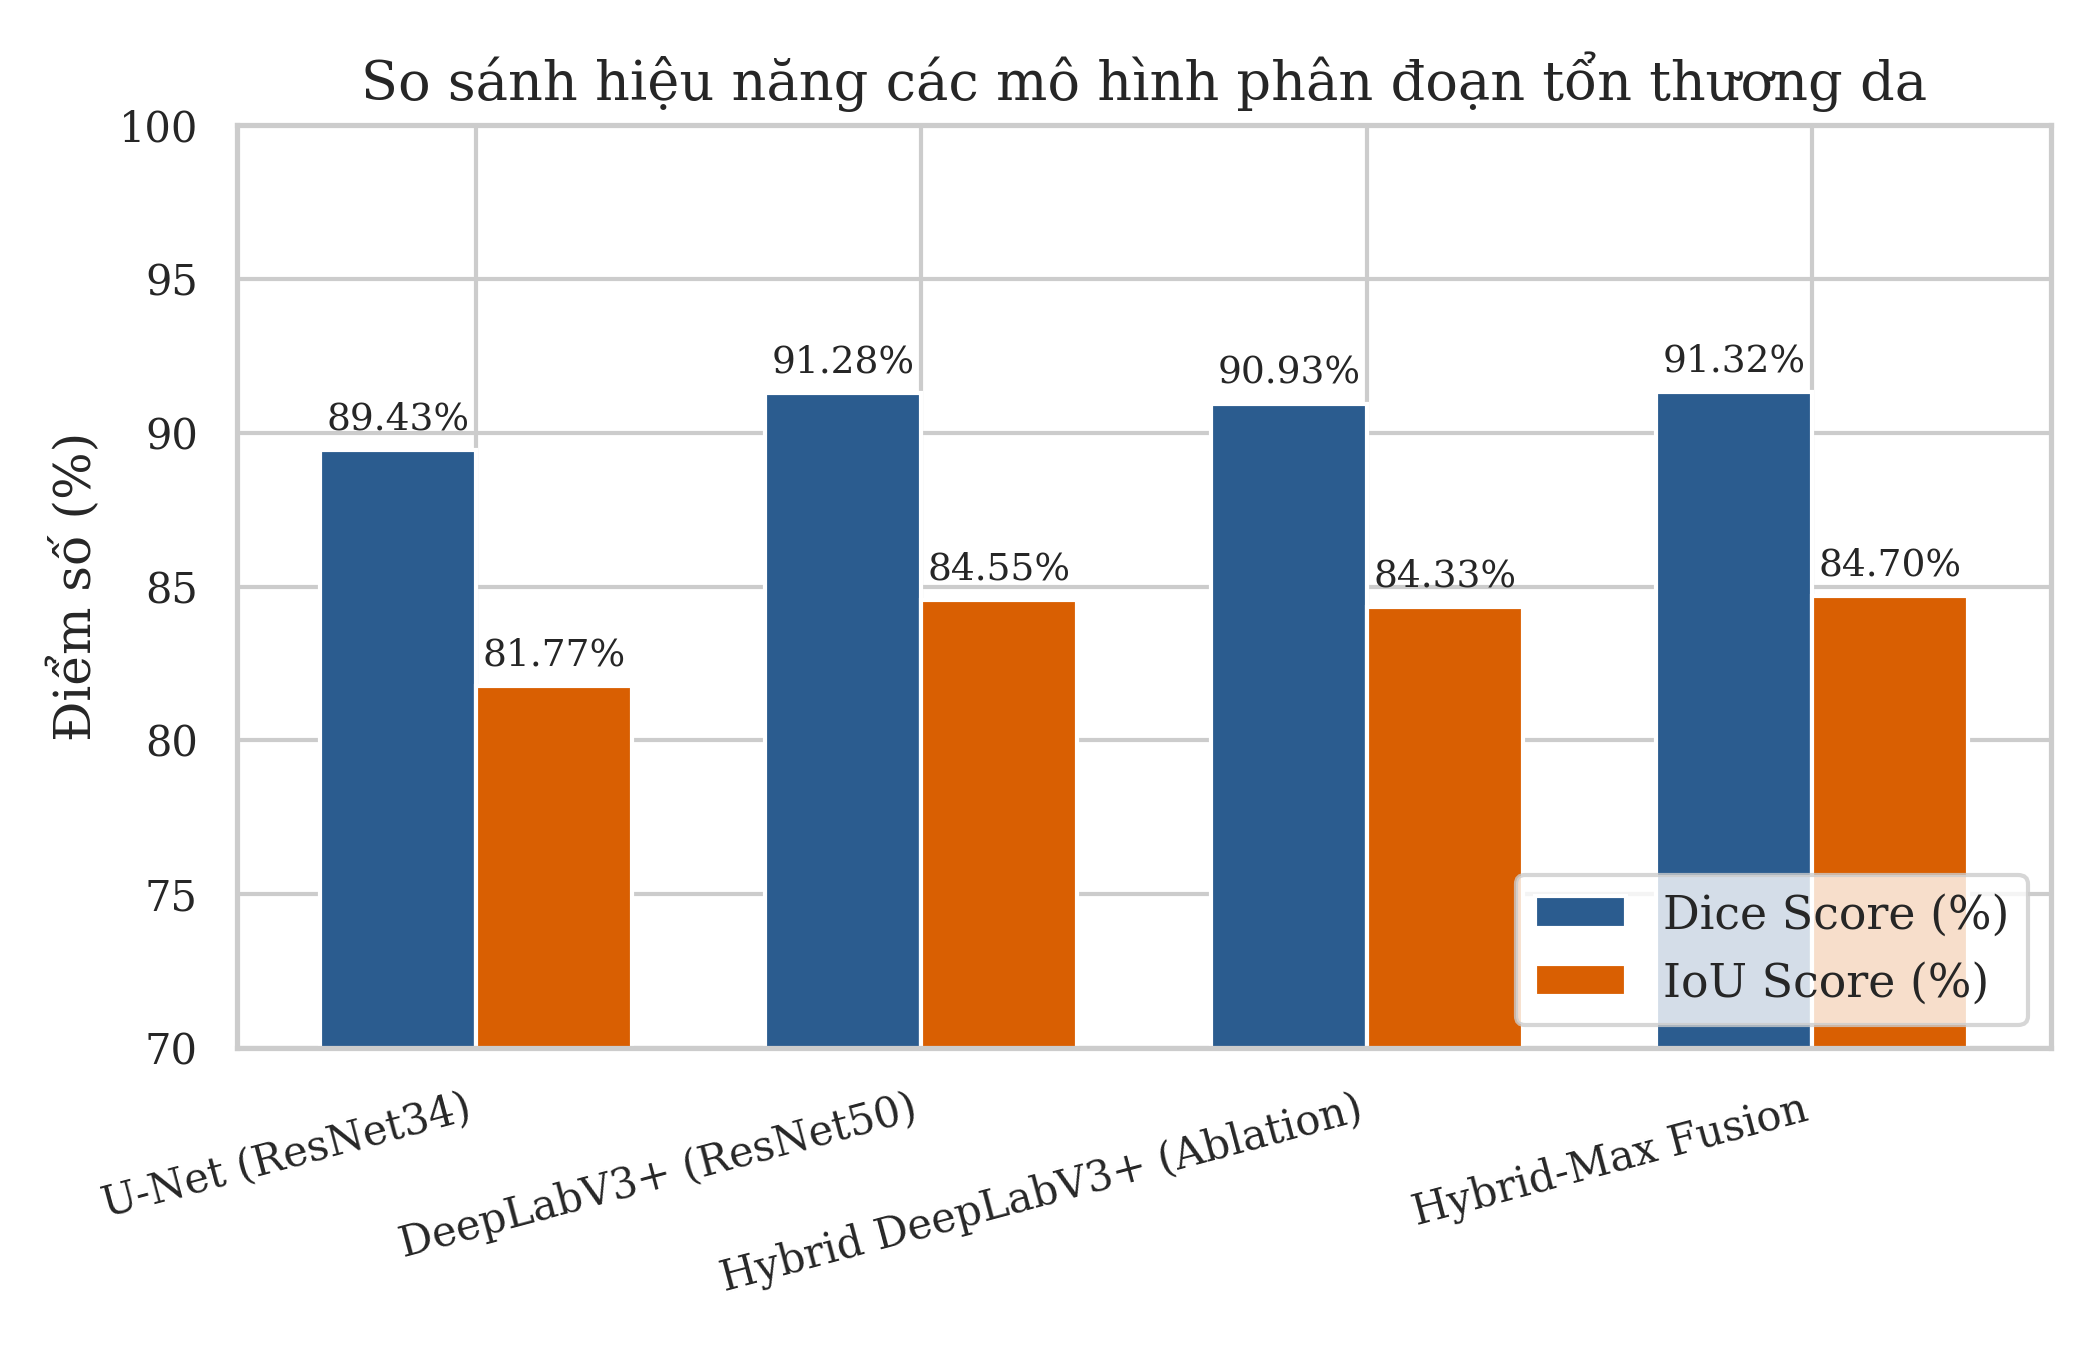 So sánh hiệu năng các mô hình phân đoạn tổn thương da
Điểm số (%)
100
95
90
85
80
75
70
89.43%
81.77%
91.28%
84.55%
90.93%
84.33%
91.32%
84.70%
Dice Score (%)
IoU Score (%)
U-Net (ResNet34)
DeepLabV3+ (ResNet50)
Hybrid DeepLabV3+ (Ablation)
Hybrid-Max Fusion